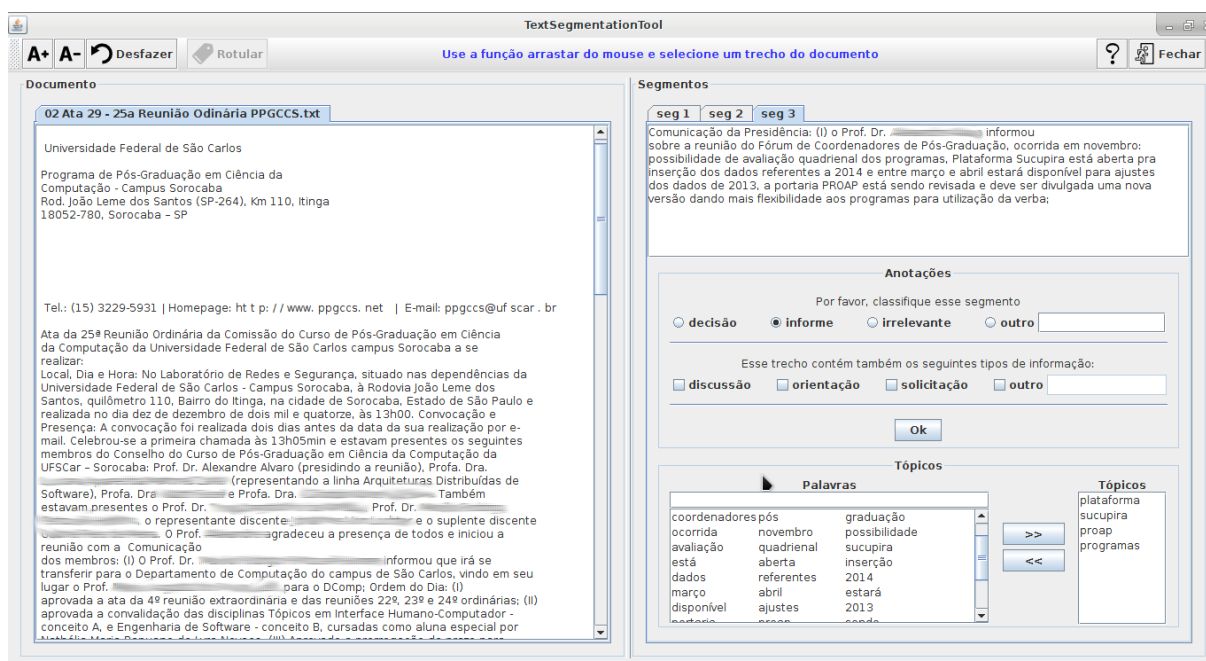 TextSegmentationTool
A+ A- Desfazer Rotular Use a função arrastar do mouse e selecione um trecho do documento ? Fechar
Documento
02 Ata 29 - 25a Reunião Odinária PPGCCS.txt
Universidade Federal de São Carlos
Programa de Pós-Graduação em Ciência da
Computação - Campus Sorocaba
Rod. João Leme dos Santos (SP-264), Km 110, Itinga
18052-780, Sorocaba – SP
Tel.: (15) 3229-5931 | Homepage: ht t p: / / www. ppgccs. net | E-mail: ppgccs@uf scar . br
Ata da 25ª Reunião Ordinária da Comissão do Curso de Pós-Graduação em Ciência
da Computação da Universidade Federal de São Carlos campus Sorocaba a se
realizar:
Local, Dia e Hora: No Laboratório de Redes e Segurança, situado nas dependências da
Universidade Federal de São Carlos - Campus Sorocaba, à Rodovia João Leme dos
Santos, quilômetro 110, Bairro do Itinga, na cidade de Sorocaba, Estado de São Paulo e
realizada no dia dez de dezembro de dois mil e quatorze, às 13h00. Convocação e
Presença: A convocação foi realizada dois dias antes da data da sua realização por e-
mail. Celebrou-se a primeira chamada às 13h05min e estavam presentes os seguintes
membros do Conselho do Curso de Pós-Graduação em Ciência da Computação da
UFSCar – Sorocaba: Prof. Dr. Alexandre Alvaro (presidindo a reunião), Profa. Dra.
(representando a linha Arquiteturas Distribuídas de
Software), Profa. Dra e Profa. Dra. Também
estavam presentes o Prof. Dr. Prof. Dr.
, o representante discente e o suplente discente
. O Prof. agradeceu a presença de todos e iniciou a
reunião com a Comunicação
dos membros: (I) O Prof. Dr. informou que irá se
transferir para o Departamento de Computação do campus de São Carlos, vindo em seu
lugar o Prof. para o DComp; Ordem do Dia: (I)
aprovada a ata da 4º reunião extraordinária e das reuniões 22º, 23º e 24º ordinárias; (II)
aprovada a convalidação das disciplinas Tópicos em Interface Humano-Computador -
conceito A, e Engenharia de Software - conceito B, cursadas como aluna especial por
Segmentos
seg 1 seg 2 seg 3
Comunicação da Presidência: (I) o Prof. Dr. informou
sobre a reunião do Fórum de Coordenadores de Pós-Graduação, ocorrida em novembro:
possibilidade de avaliação quadrienal dos programas, Plataforma Sucupira está aberta pra
inserção dos dados referentes a 2014 e entre março e abril estará disponível para ajustes
dos dados de 2013, a portaria PROAP está sendo revisada e deve ser divulgada uma nova
versão dando mais flexibilidade aos programas para utilização da verba;
Anotações
Por favor, classifique esse segmento
decisão informe irrelevante outro
Esse trecho contém também os seguintes tipos de informação:
discussão orientação solicitação outro
Ok
Tópicos
Palavras
coordenadores pós graduação
ocorrida novembro possibilidade
avaliação quadrienal sucupira
está aberta inserção
dados referentes 2014
março abril estará
disponível ajustes 2013
portaria proap sendo
>>
<<
Tópicos
plataforma
sucupira
proap
programas